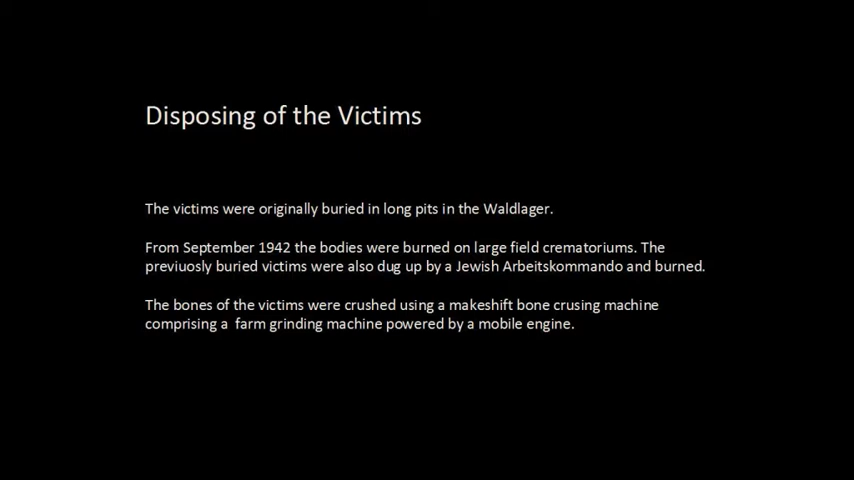 Disposing of the Victims
The victims were originally buried in long pits in the Waldlager.
From September 1942 the bodies were burned on large field crematoriums. The
previuosly buried victims were also dug up by a Jewish Arbeitskommando and burned.
The bones of the victims were crushed using a makeshift bone crusing machine
comprising a  farm grinding machine powered by a mobile engine.